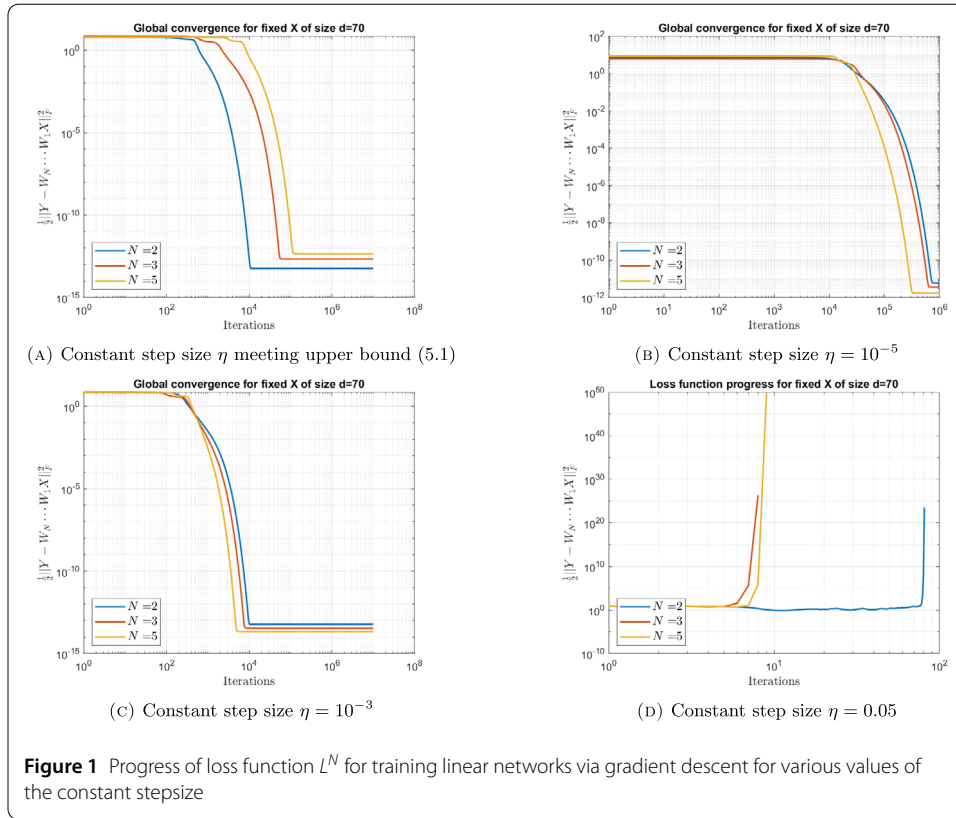 Global convergence for fixed X of size d=70
10^0
10^-5
10^-10
10^-15
½||Y − W_N ⋯ W_1X||²_F
N =2
N =3
N =5
10^0 10^2 10^4 10^6 10^8
Iterations
(A) Constant step size η meeting upper bound (5.1)
Global convergence for fixed X of size d=70
10^2
10^0
10^-2
10^-4
10^-6
10^-8
10^-10
10^-12
½||Y − W_N ⋯ W_1X||²_F
N =2
N =3
N =5
10^0 10^1 10^2 10^3 10^4 10^5 10^6
Iterations
(B) Constant step size η = 10^-5
Global convergence for fixed X of size d=70
10^0
10^-5
10^-10
10^-15
½||Y − W_N ⋯ W_1X||²_F
N =2
N =3
N =5
10^0 10^2 10^4 10^6 10^8
Iterations
(C) Constant step size η = 10^-3
Loss function progress for fixed X of size d=70
10^50
10^40
10^30
10^20
10^10
10^0
10^-10
½||Y − W_N ⋯ W_1X||²_F
N =2
N =3
N =5
10^0 10^1 10^2
Iterations
(D) Constant step size η = 0.05
Figure 1 Progress of loss function L^N for training linear networks via gradient descent for various values of
the constant stepsize